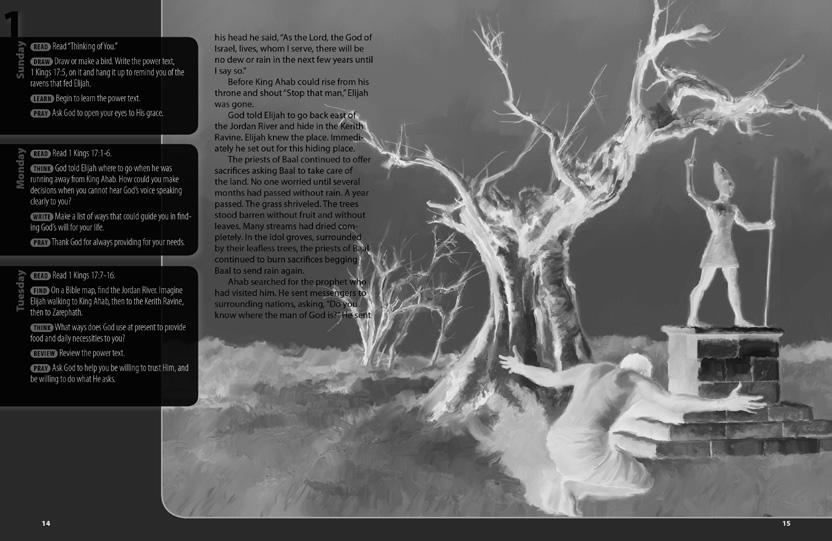 1
Sunday
READ Read "Thinking of You."
DRAW Draw or make a bird. Write the power text,
1 Kings 17:5, on it and hang it up to remind you of the
ravens that fed Elijah.
LEARN Begin to learn the power text.
PRAY Ask God to open your eyes to His grace.
Monday
READ Read 1 Kings 17:1-6.
THINK God told Elijah where to go when he was
running away from King Ahab. How could you make
decisions when you cannot hear God's voice speaking
clearly to you?
WRITE Make a list of ways that could guide you in find-
ing God's will for your life.
PRAY Thank God for always providing for your needs.
Tuesday
READ Read 1 Kings 17:7-16.
FIND On a Bible map, find the Jordan River. Imagine
Elijah walking to King Ahab, then to the Kerith Ravine,
then to Zarephath.
THINK What ways does God use at present to provide
food and daily necessities to you?
REVIEW Review the power text.
PRAY Ask God to help you be willing to trust Him, and
be willing to do what He asks.
his head he said, "As the Lord, the God of
Israel, lives, whom I serve, there will be
no dew or rain in the next few years until
I say so."
Before King Ahab could rise from his
throne and shout "Stop that man," Elijah
was gone.
God told Elijah to go back east of
the Jordan River and hide in the Kerith
Ravine. Elijah knew the place. Immedi-
ately he set out for this hiding place.
The priests of Baal continued to offer
sacrifices asking Baal to take care of
the land. No one worried until several
months had passed without rain. A year
passed. The grass shriveled. The trees
stood barren without fruit and without
leaves. Many streams had dried com-
pletely. In the idol groves, surrounded
by their leafless trees, the priests of Baal
continued to burn sacrifices begging
Baal to send rain again.
Ahab searched for the prophet who
had visited him. He sent messengers to
surrounding nations, asking, "Do you
know where the man of God is?" He sent
14
15